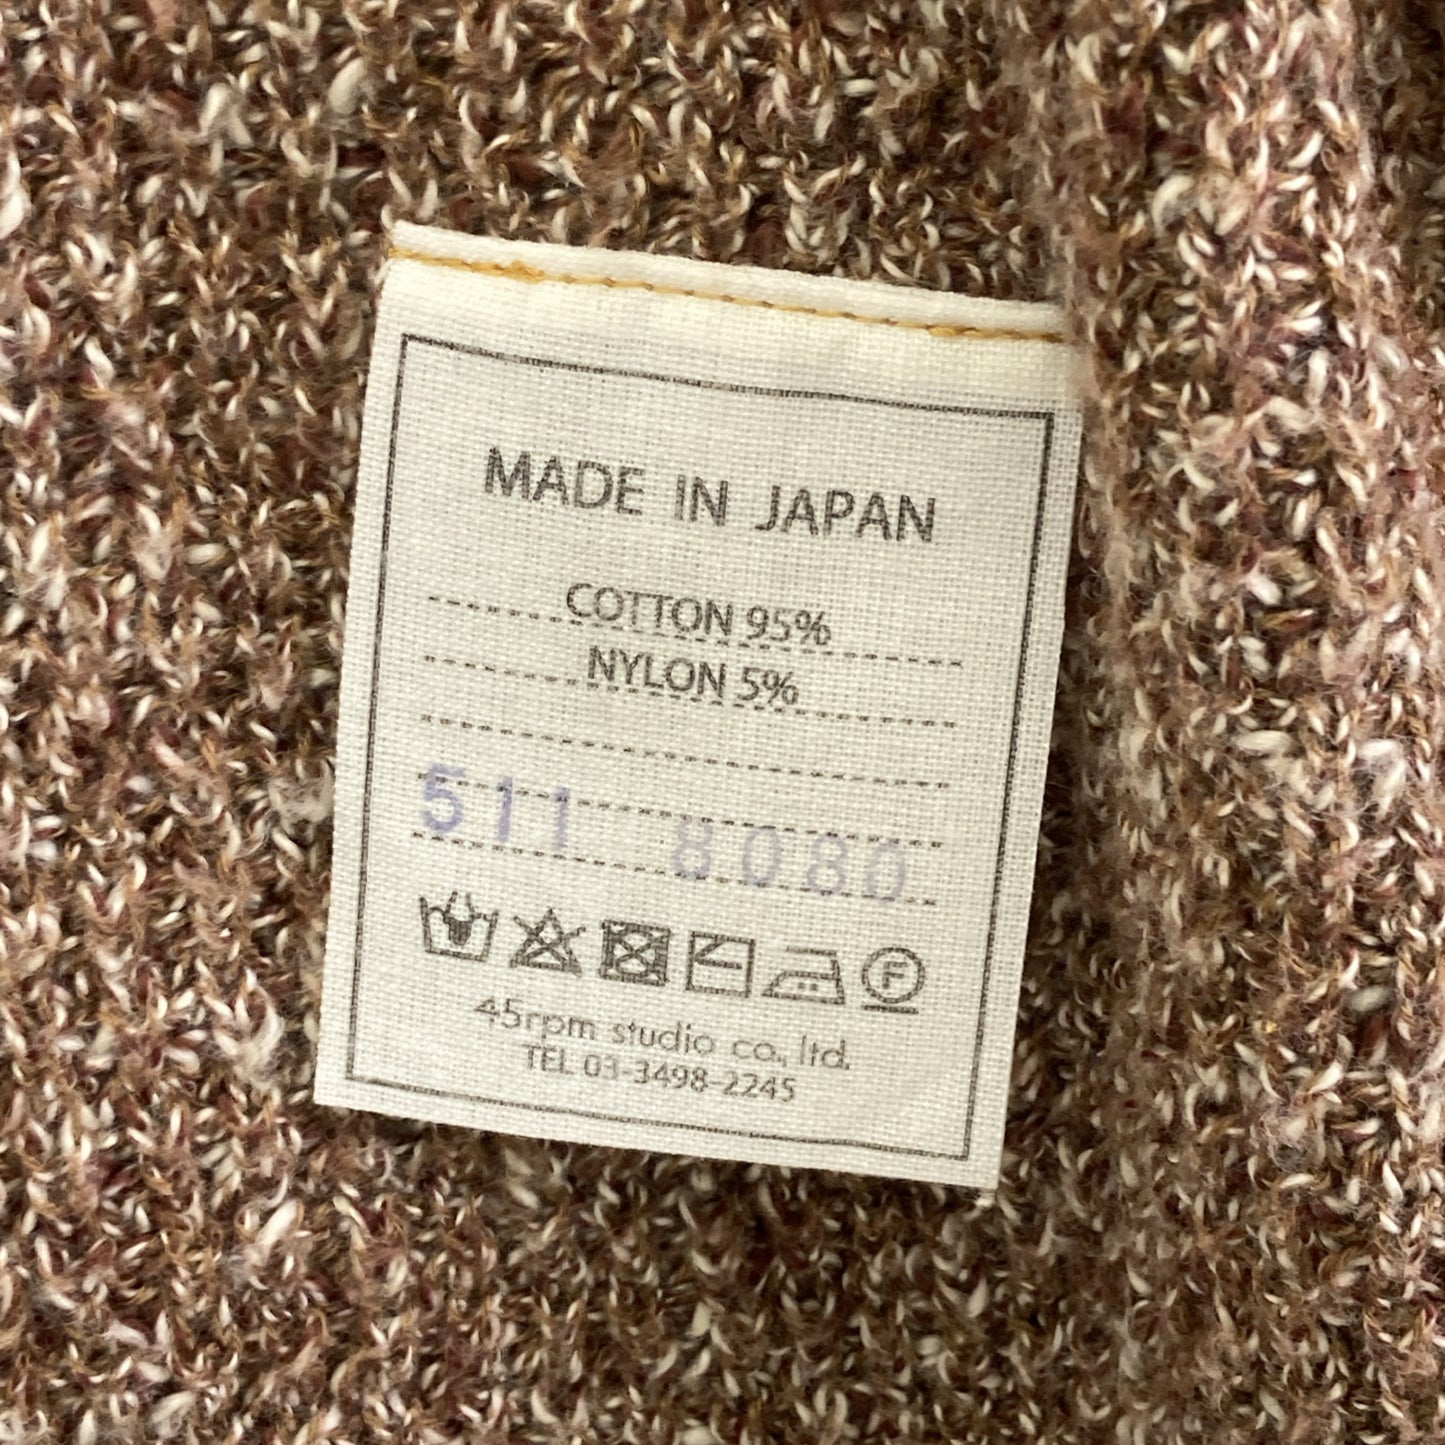 MADE IN JAPAN
COTTON 95%
NYLON 5%
511 8080
F
45rpm studio co., ltd.
TEL 03-3498-2245